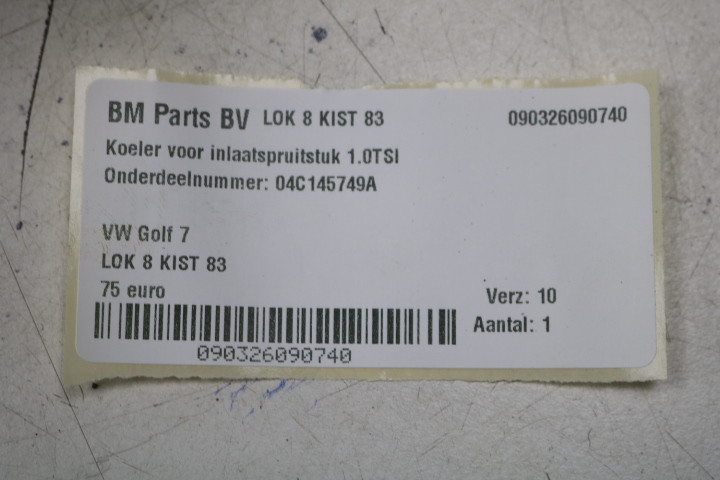 BM Parts BV LOK 8 KIST 83 090326090740
Koeler voor inlaatspruitstuk 1.0TSI
Onderdeelnummer: 04C145749A
VW Golf 7
LOK 8 KIST 83
75 euro
Verz: 10
Aantal: 1
090326090740